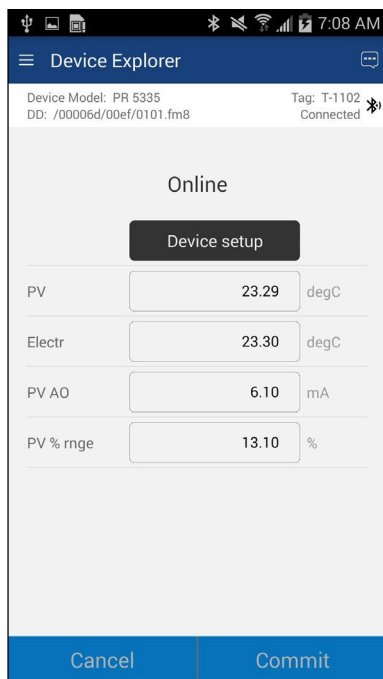 7:08 AM
Device Explorer
Device Model: PR 5335
DD: /00006d/00ef/0101.fm8
Tag: T-1102
Connected
Online
Device setup
PV 23.29 degC
Electr 23.30 degC
PV AO 6.10 mA
PV % rnge 13.10 %
Cancel Commit